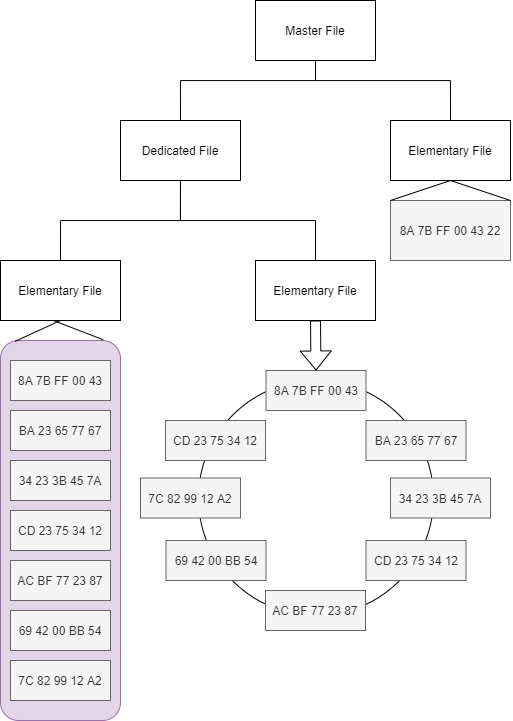 Master File
Dedicated File
Elementary File
8A 7B FF 00 43 22
Elementary File
Elementary File
8A 7B FF 00 43
BA 23 65 77 67
34 23 3B 45 7A
CD 23 75 34 12
AC BF 77 23 87
69 42 00 BB 54
7C 82 99 12 A2
8A 7B FF 00 43
BA 23 65 77 67
34 23 3B 45 7A
CD 23 75 34 12
AC BF 77 23 87
69 42 00 BB 54
7C 82 99 12 A2
CD 23 75 34 12